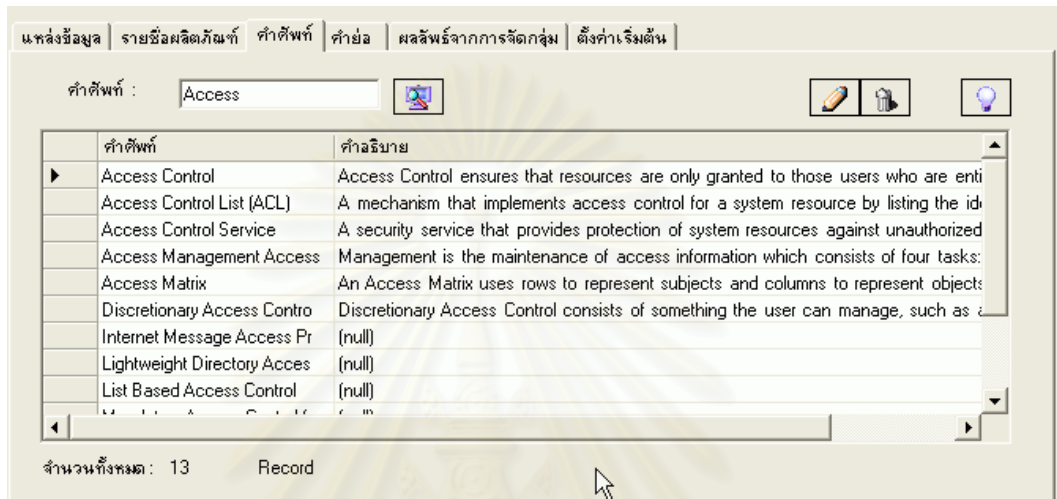 แหล่งข้อมูล รายชื่อผลิตภัณฑ์ คำศัพท์ คำย่อ ผลลัพธ์จากการจัดกลุ่ม ตั้งค่าเริ่มต้น
คำศัพท์ : Access
คำศัพท์ คำอธิบาย
Access Control Access Control ensures that resources are only granted to those users who are enti
Access Control List (ACL) A mechanism that implements access control for a system resource by listing the ide
Access Control Service A security service that provides protection of system resources against unauthorized
Access Management Access Management is the maintenance of access information which consists of four tasks:
Access Matrix An Access Matrix uses rows to represent subjects and columns to represent objects
Discretionary Access Contro Discretionary Access Control consists of something the user can manage, such as a
Internet Message Access Pr (null)
Lightweight Directory Acces (null)
List Based Access Control (null)
จำนวนทั้งหมด : 13 Record